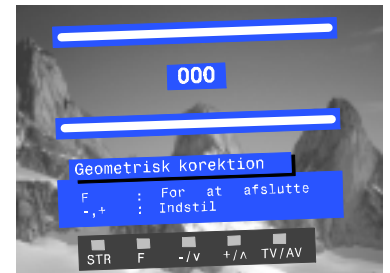 000
Geometrisk korektion
F : For at afslutte
-,+ : Indstil
STR F -/v +/ʌ TV/AV